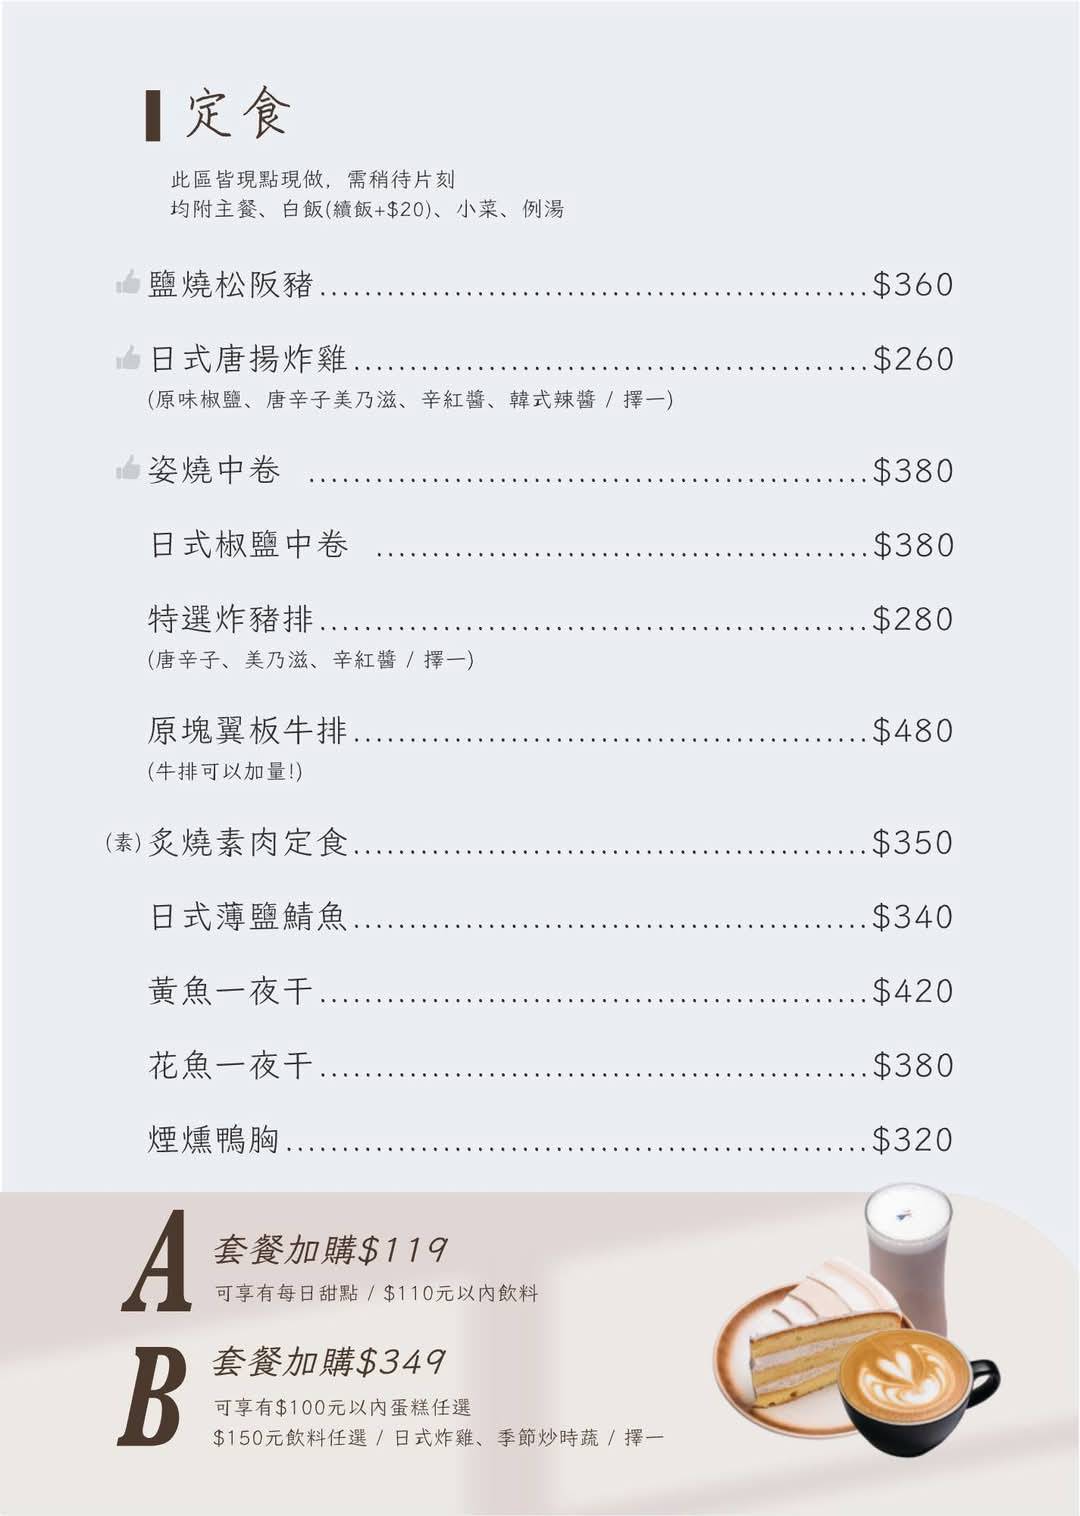 定食
此區皆現點現做, 需稍待片刻
均附主餐、白飯(續飯+$20)、小菜、例湯
鹽燒松阪豬......................................................$360
日式唐揚炸雞..................................................$260
(原味椒鹽、唐辛子美乃滋、辛紅醬、韓式辣醬 / 擇一)
姿燒中卷 ......................................................$380
日式椒鹽中卷 ................................................$380
特選炸豬排......................................................$280
(唐辛子、美乃滋、辛紅醬 / 擇一)
原塊翼板牛排..................................................$480
(牛排可以加量!)
(素)炙燒素肉定食..................................................$350
日式薄鹽鯖魚..................................................$340
黃魚一夜干......................................................$420
花魚一夜干......................................................$380
煙燻鴨胸..........................................................$320
A 套餐加購$119
可享有每日甜點 / $110元以內飲料
B 套餐加購$349
可享有$100元以內蛋糕任選
$150元飲料任選 / 日式炸雞、季節炒時蔬 / 擇一